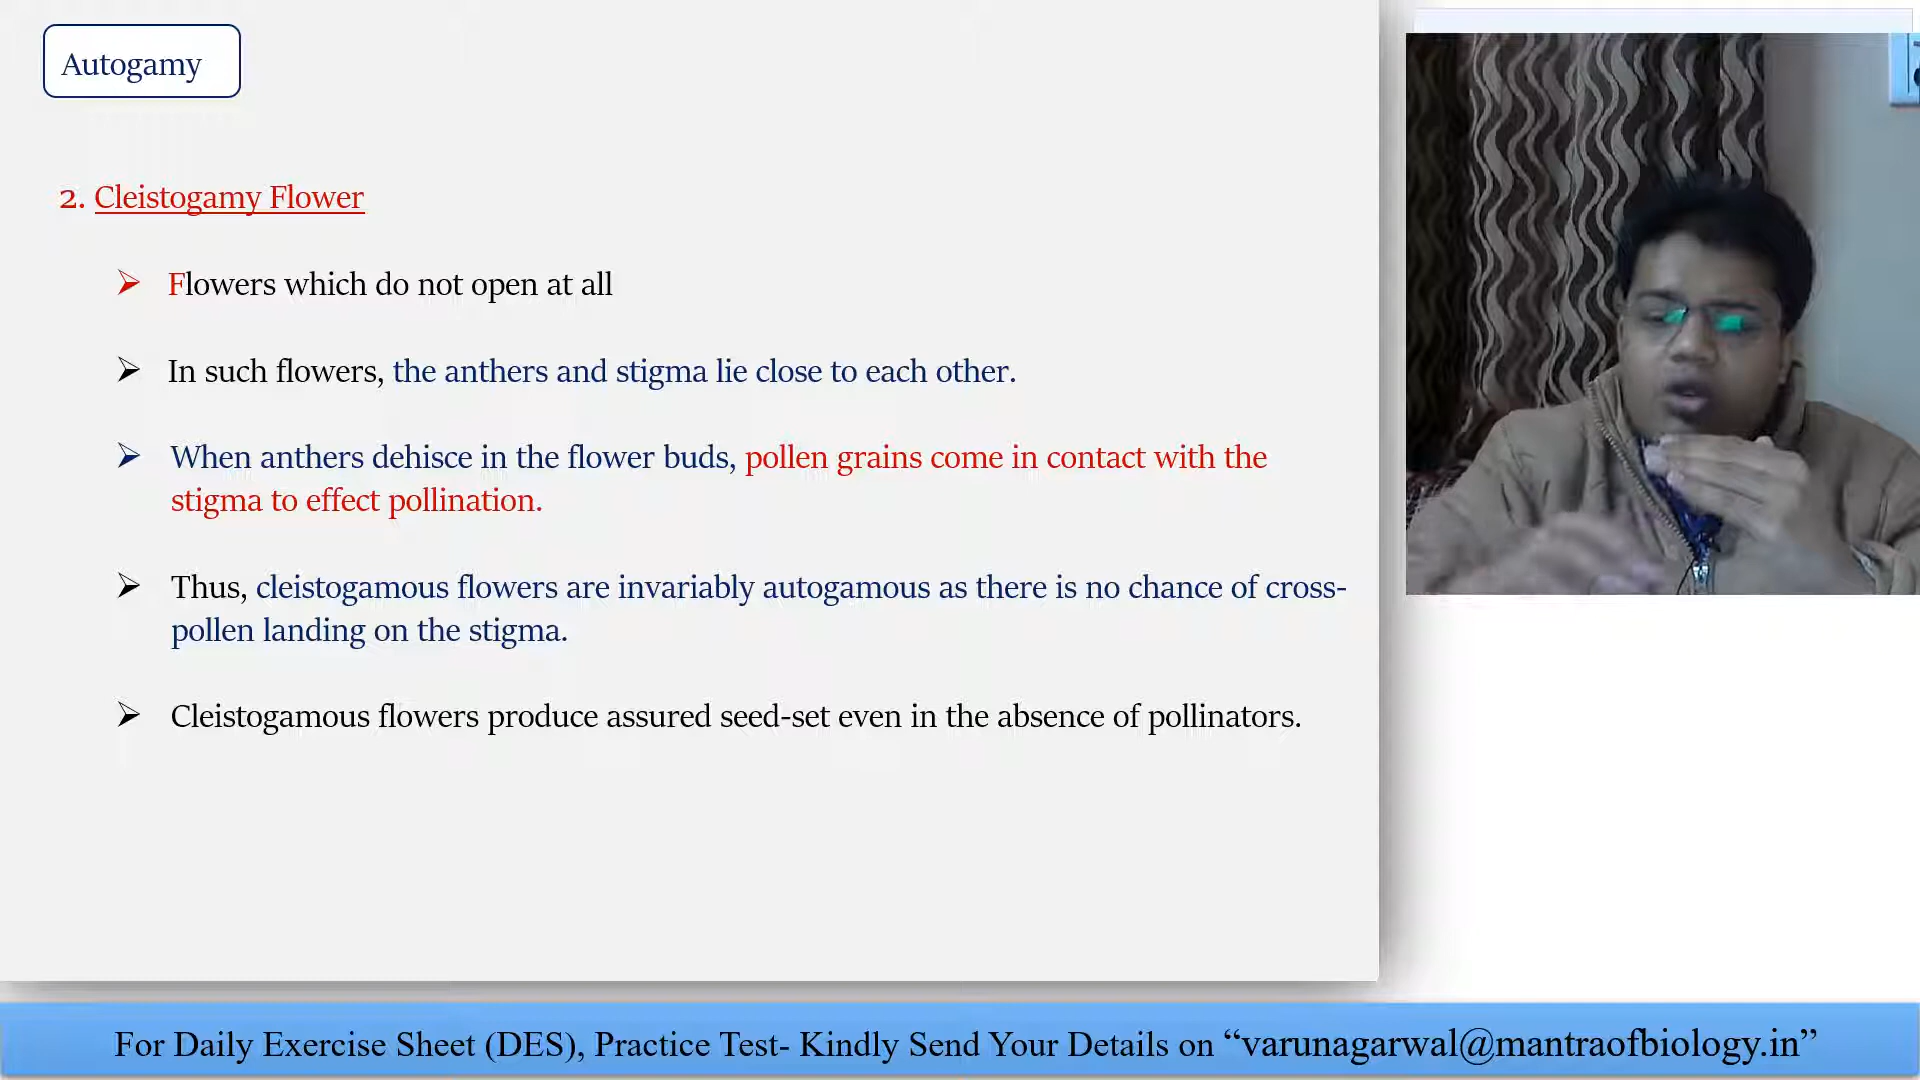 Autogamy
2. Cleistogamy Flower
➢ Flowers which do not open at all
➢ In such flowers, the anthers and stigma lie close to each other.
➢ When anthers dehisce in the flower buds, pollen grains come in contact with the
stigma to effect pollination.
➢ Thus, cleistogamous flowers are invariably autogamous as there is no chance of cross-
pollen landing on the stigma.
➢ Cleistogamous flowers produce assured seed-set even in the absence of pollinators.
For Daily Exercise Sheet (DES), Practice Test- Kindly Send Your Details on “varunagarwal@mantraofbiology.in”